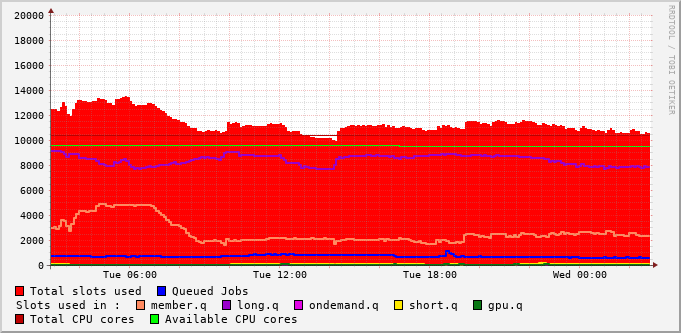 RRDTOOL / TOBI OETIKER
20000
18000
16000
14000
12000
10000
8000
6000
4000
2000
0
Tue 06:00 Tue 12:00 Tue 18:00 Wed 00:00
Total slots used Queued Jobs
Slots used in : member.q long.q ondemand.q short.q gpu.q
Total CPU cores Available CPU cores